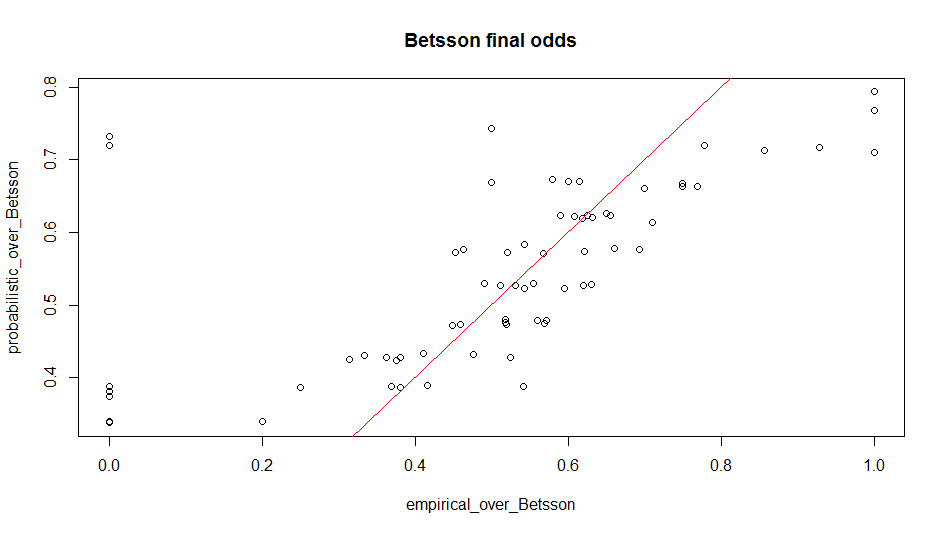 Betsson final odds
probabilistic_over_Betsson
0.8
0.7
0.6
0.5
0.4
0.0 0.2 0.4 0.6 0.8 1.0
empirical_over_Betsson